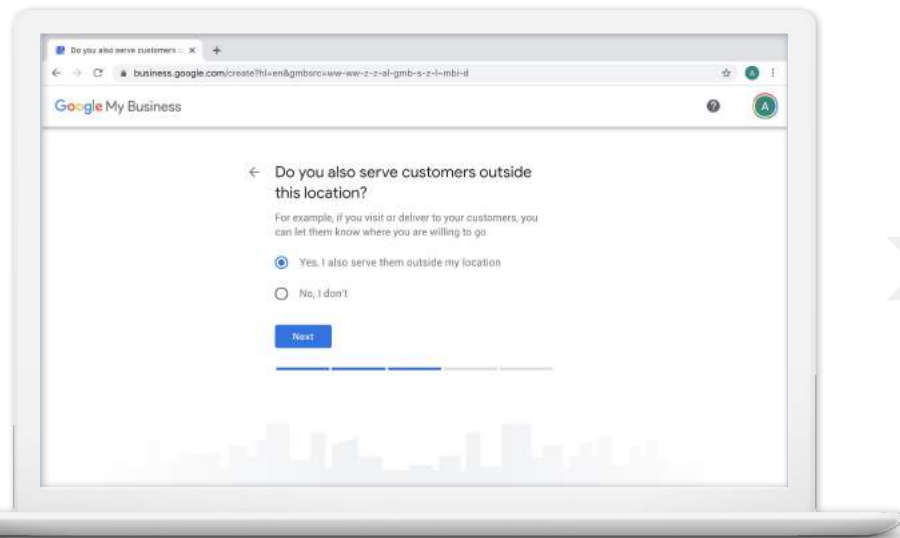 Do you also serve customers
business.google.com/create?hl=en&gmbsrc=ww-ww-z-z-al-gmb-s-z-l~mbi-d
A
Google My Business
A
Do you also serve customers outside
this location?
For example, if you visit or deliver to your customers, you
can let them know where you are willing to go
Yes, I also serve them outside my location
No, I don't
Next